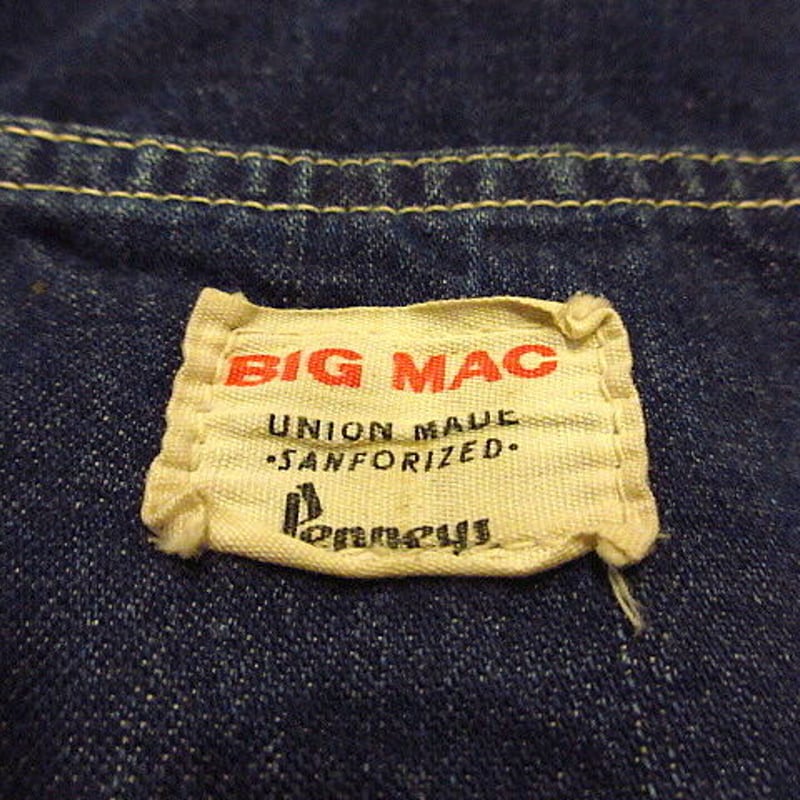 BIG MAC
UNION MADE
·SANFORIZED·
Penneys